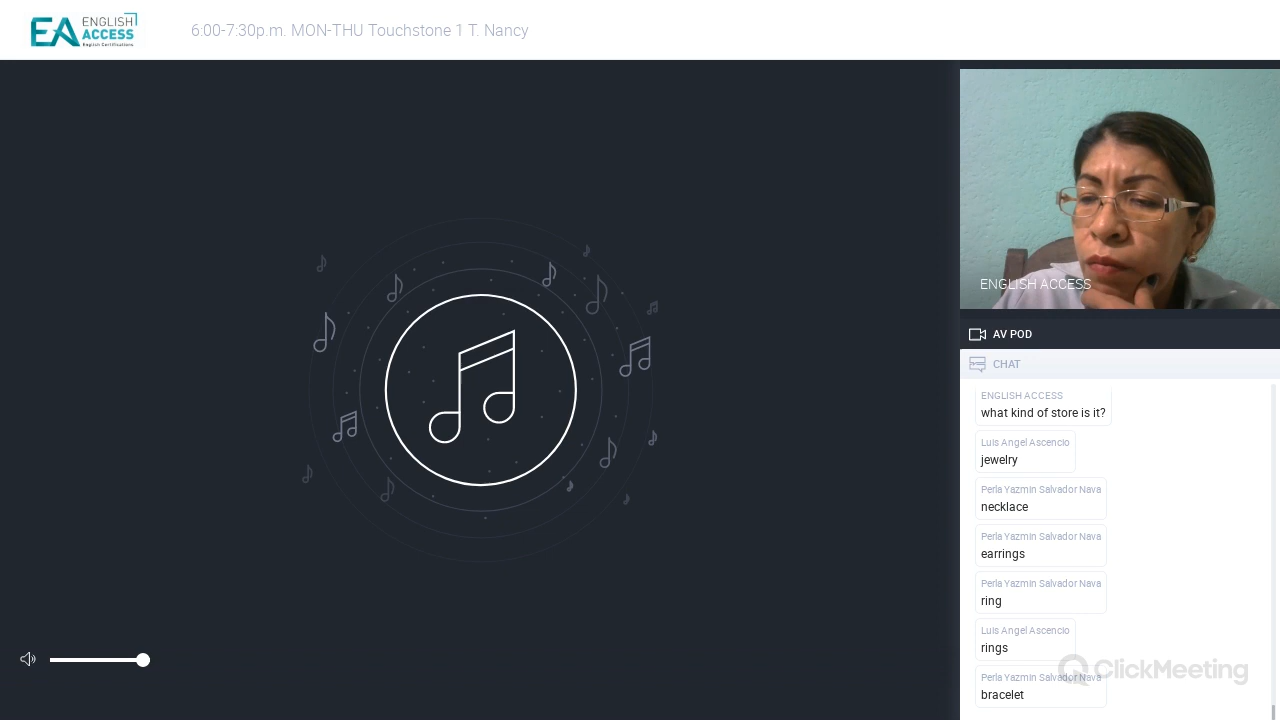 EA ENGLISH
ACCESS
English Certifications
6:00-7:30p.m. MON-THU Touchstone 1 T. Nancy
ENGLISH ACCESS
AV POD
CHAT
ENGLISH ACCESS
what kind of store is it?
Luis Angel Ascencio
jewelry
Perla Yazmin Salvador Nava
necklace
Perla Yazmin Salvador Nava
earrings
Perla Yazmin Salvador Nava
ring
Luis Angel Ascencio
rings
Perla Yazmin Salvador Nava
bracelet
ClickMeeting